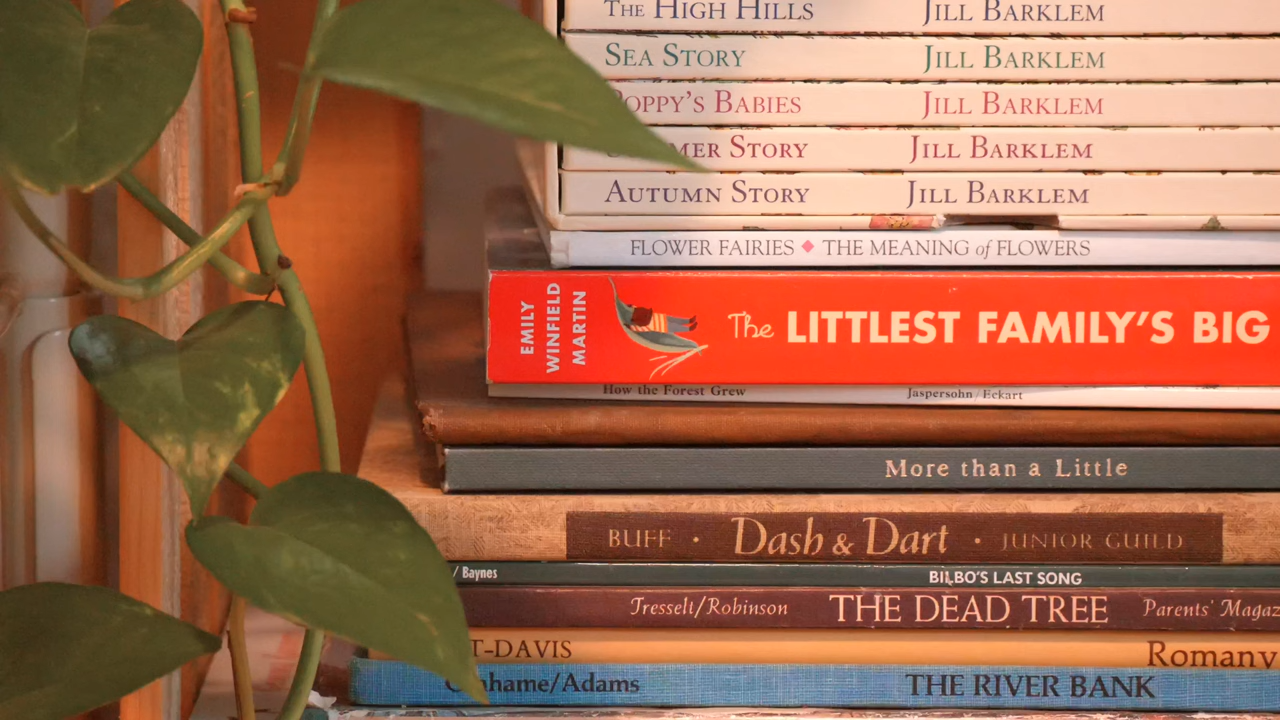 THE HIGH HILLS JILL BARKLEM
SEA STORY JILL BARKLEM
POPPY'S BABIES JILL BARKLEM
SUMMER STORY JILL BARKLEM
AUTUMN STORY JILL BARKLEM
FLOWER FAIRIES ◆ THE MEANING of FLOWERS
EMILY WINFIELD MARTIN The LITTLEST FAMILY'S BIG
How the Forest Grew Jaspersohn/Eckart
More than a Little
BUFF • Dash & Dart • JUNIOR GUILD
/ Baynes BILBO'S LAST SONG
Tresselt/Robinson THE DEAD TREE Parents' Magaz
T-DAVIS Romany
Grahame/Adams THE RIVER BANK